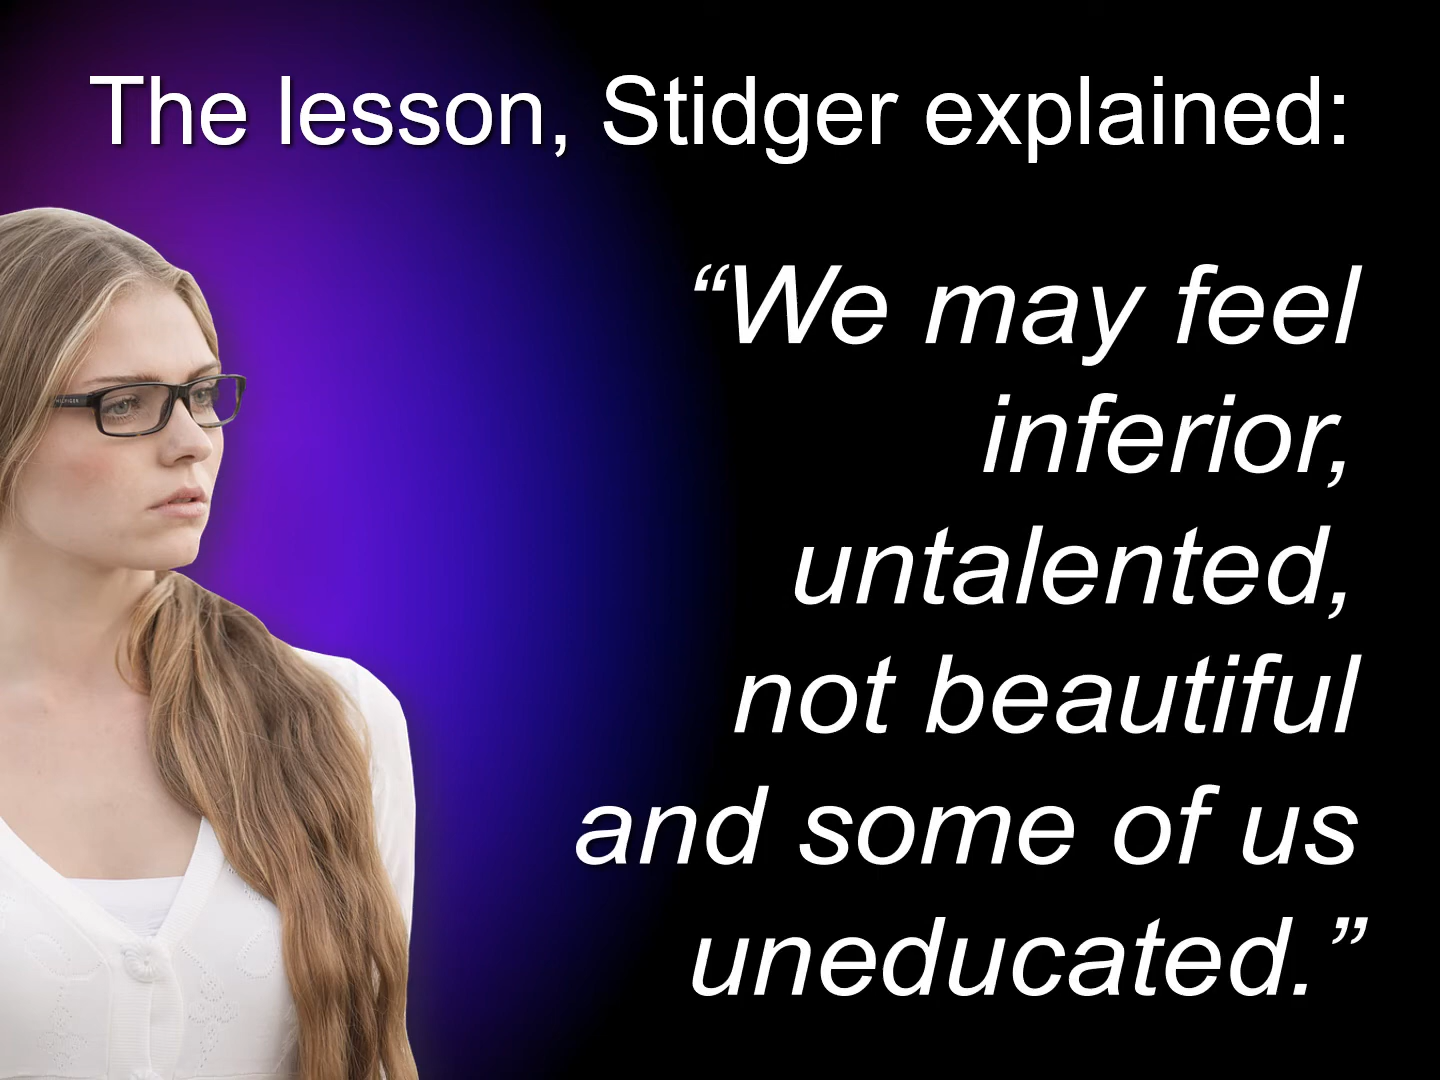 The lesson, Stidger explained:
“We may feel
inferior,
untalented,
not beautiful
and some of us
uneducated.”